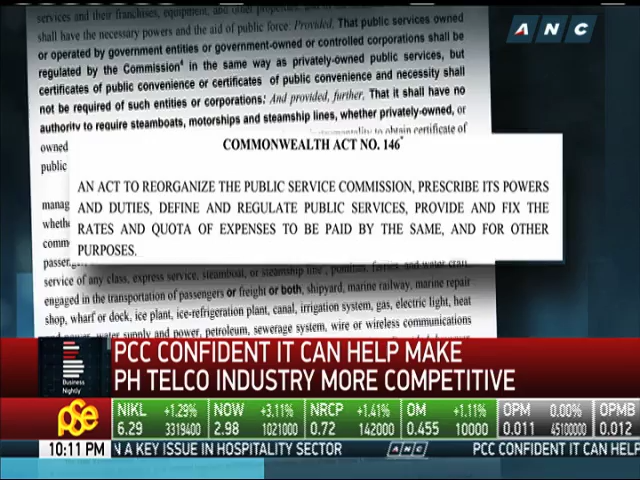 services and their franchises, equipment, and other properties
shall have the necessary powers and the aid of public force. Provided, That public services owned
or operated by government entities or government-owned or controlled corporations shall be
regulated by the Commission⁴ in the same way as privately-owned public services, but
certificates of public convenience or certificates of public convenience and necessity shall
not be required of such entities or corporations: And provided, further, That it shall have no
authority to require steamboats, motorships and steamship lines, whether privately-owned, or
owned to obtain certificate of
public
COMMONWEALTH ACT NO. 146*
AN ACT TO REORGANIZE THE PUBLIC SERVICE COMMISSION, PRESCRIBE ITS POWERS
AND DUTIES, DEFINE AND REGULATE PUBLIC SERVICES, PROVIDE AND FIX THE
RATES AND QUOTA OF EXPENSES TO BE PAID BY THE SAME, AND FOR OTHER
PURPOSES.
manag
wheth
comm
passen
service of any class, express service, steamboat, or steamship line, pontines, ferries, and water craft,
engaged in the transportation of passengers or freight or both, shipyard, marine railway, marine repair
shop, wharf or dock, ice plant, ice-refrigeration plant, canal, irrigation system, gas, electric light, heat
and power, water supply and power, petroleum, sewerage system, wire or wireless communications
ANC
Business
Nightly
PCC CONFIDENT IT CAN HELP MAKE
PH TELCO INDUSTRY MORE COMPETITIVE
pse
NIKL +1.29% NOW +3.11% NRCP +1.41% OM +1.11% OPM 0.00% OPMB
6.29 3319400 2.98 1021000 0.72 142000 0.455 10000 0.011 45100000 0.012
10:11 PM N A KEY ISSUE IN HOSPITALITY SECTOR ANC PCC CONFIDENT IT CAN HELP